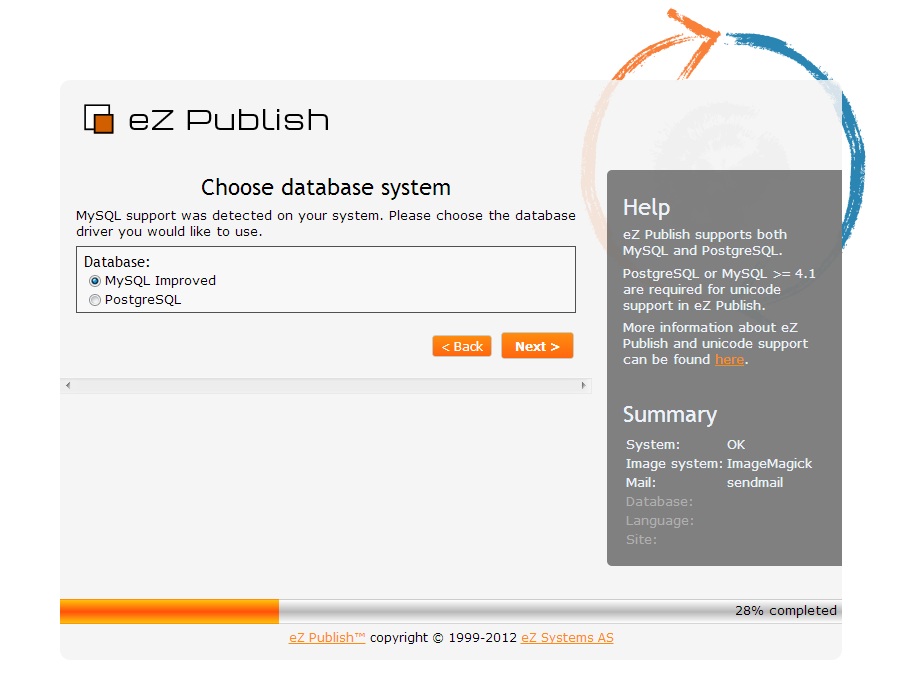 eZ Publish
Choose database system
MySQL support was detected on your system. Please choose the database
driver you would like to use.
Database:
MySQL Improved
PostgreSQL
< Back
Next >
Help
eZ Publish supports both
MySQL and PostgreSQL.
PostgreSQL or MySQL >= 4.1
are required for unicode
support in eZ Publish.
More information about eZ
Publish and unicode support
can be found here.
Summary
System: OK
Image system: ImageMagick
Mail: sendmail
Database:
Language:
Site:
28% completed
eZ Publish™ copyright © 1999-2012 eZ Systems AS